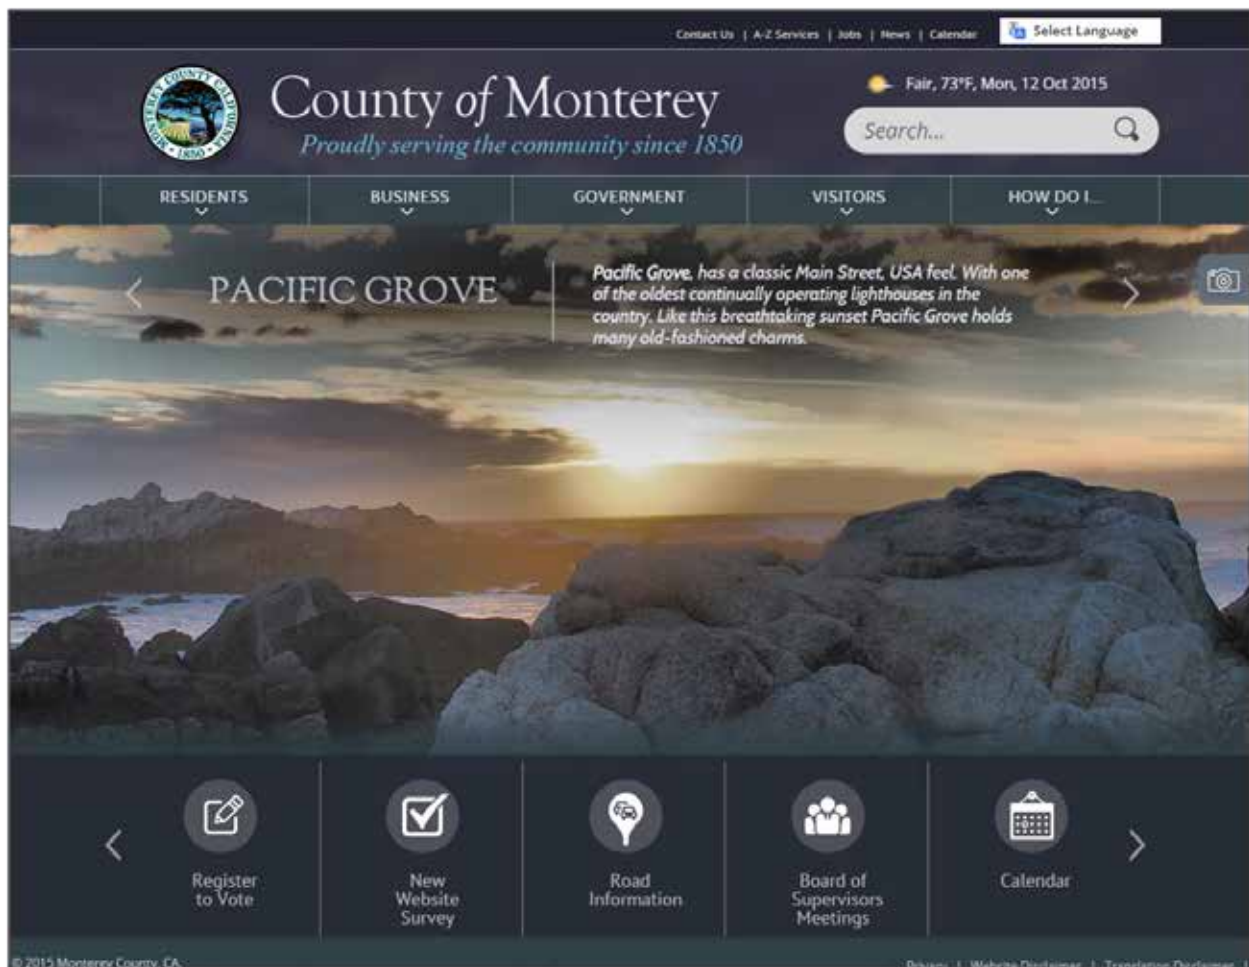 Contact Us | A-Z Services | Jobs | News | Calendar
Select Language
MONTEREY COUNTY CALIFORNIA
1850
County of Monterey
Proudly serving the community since 1850
Fair, 73°F, Mon, 12 Oct 2015
Search...
RESIDENTS
BUSINESS
GOVERNMENT
VISITORS
HOW DO I...
PACIFIC GROVE
Pacific Grove, has a classic Main Street, USA feel. With one
of the oldest continually operating lighthouses in the
country. Like this breathtaking sunset Pacific Grove holds
many old-fashioned charms.
Register
to Vote
New
Website
Survey
Road
Information
Board of
Supervisors
Meetings
Calendar
© 2015 Monterey County, CA.
Privacy | Website Disclaimer | Translation Disclaimer |